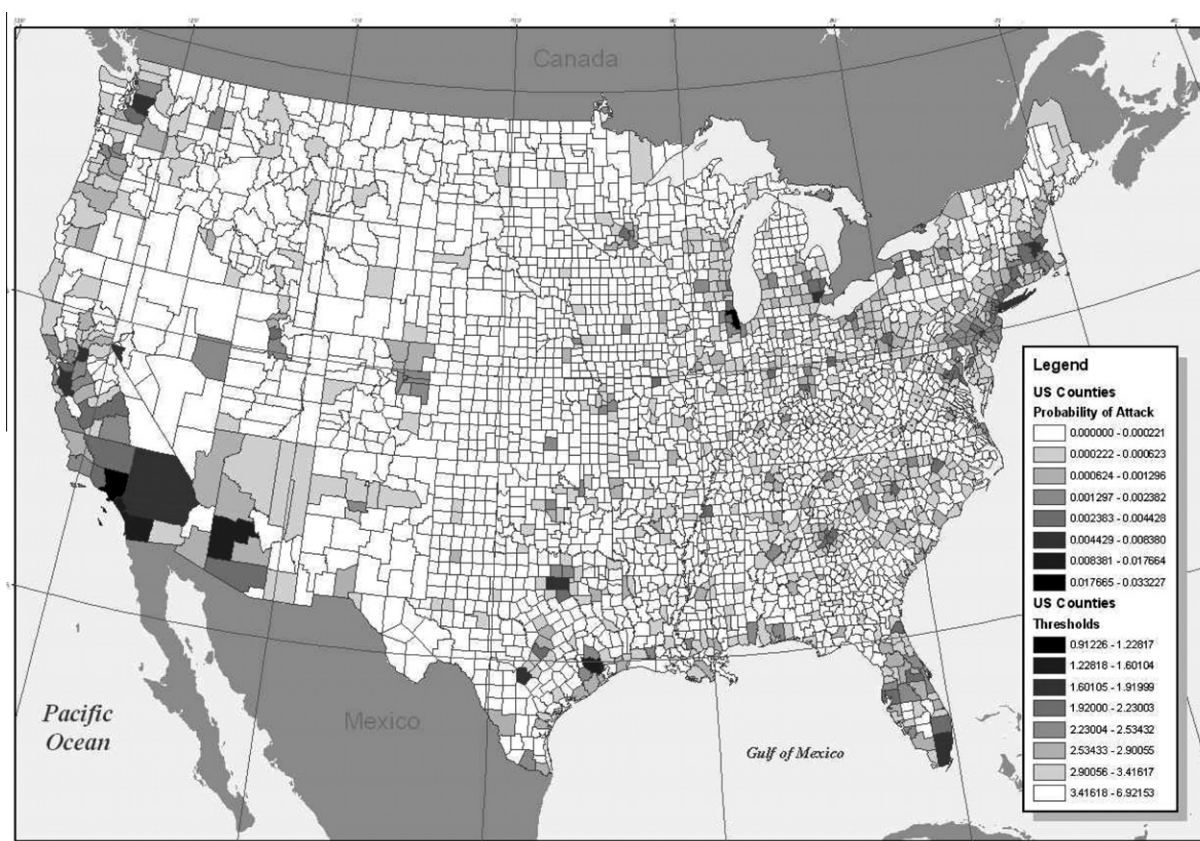 Canada
Legend
US Counties
Probability of Attack
0.000000 - 0.000221
0.000222 - 0.000623
0.000624 - 0.001296
0.001297 - 0.002382
0.002383 - 0.004428
0.004429 - 0.008380
0.008381 - 0.017664
0.017665 - 0.033227
US Counties
Thresholds
0.91226 - 1.22817
1.22818 - 1.60104
1.60105 - 1.91999
1.92000 - 2.23003
2.23004 - 2.53432
2.53433 - 2.90055
2.90056 - 3.41617
3.41618 - 6.92153
Pacific
Ocean
Mexico
Gulf of Mexico